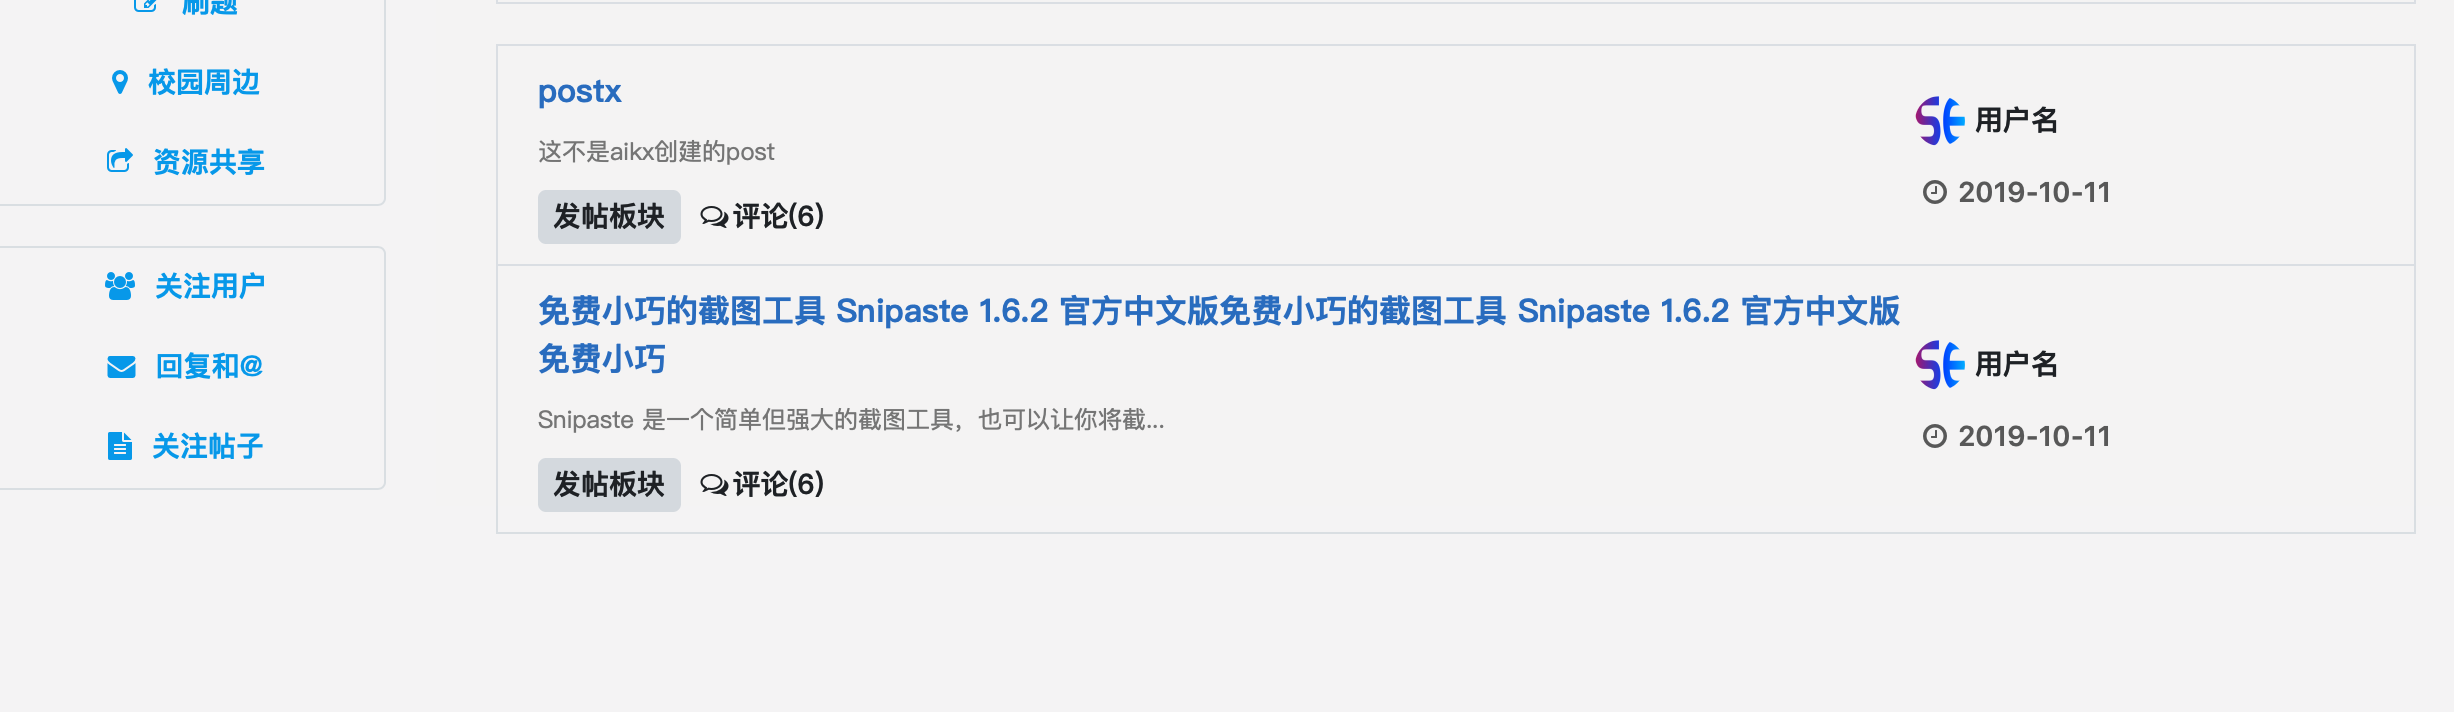 刷题
校园周边
资源共享
关注用户
回复和@
关注帖子
postx
这不是aikx创建的post
发帖板块 评论(6)
用户名
2019-10-11
免费小巧的截图工具 Snipaste 1.6.2 官方中文版免费小巧的截图工具 Snipaste 1.6.2 官方中文版
免费小巧
Snipaste 是一个简单但强大的截图工具，也可以让你将截...
发帖板块 评论(6)
用户名
2019-10-11